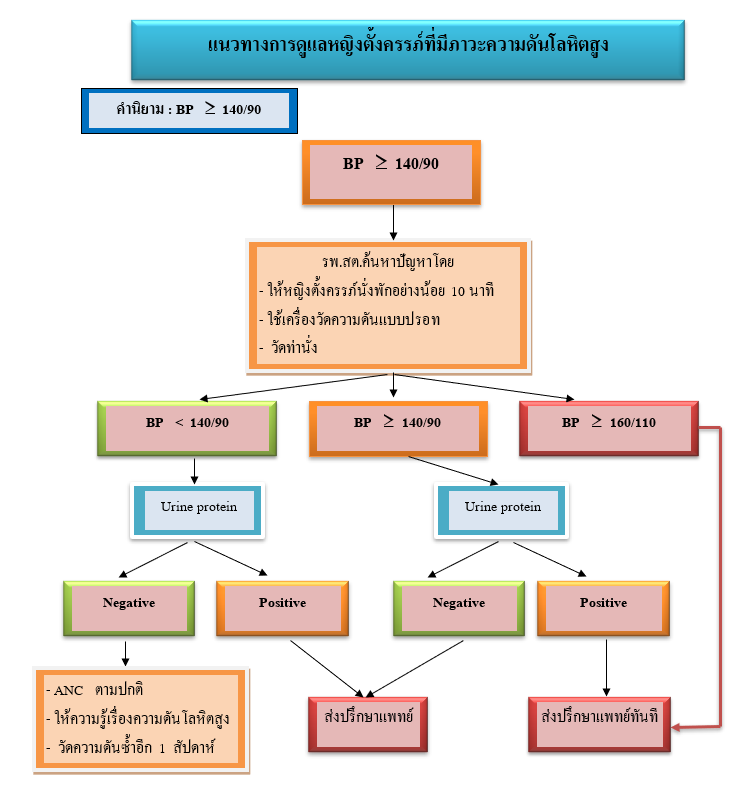 แนวทางการดูแลหญิงตั้งครรภ์ที่มีภาวะความดันโลหิตสูง
คำนิยาม : BP ≥ 140/90
BP ≥ 140/90
รพ.สต.ค้นหาปัญหาโดย
- ให้หญิงตั้งครรภ์นั่งพักอย่างน้อย 10 นาที
- ใช้เครื่องวัดความดันแบบปรอท
- วัดท่านั่ง
BP < 140/90
BP ≥ 140/90
BP ≥ 160/110
Urine protein
Urine protein
Negative
Positive
Negative
Positive
- ANC ตามปกติ
- ให้ความรู้เรื่องความดันโลหิตสูง
- วัดความดันซ้ำอีก 1 สัปดาห์
ส่งปรึกษาแพทย์
ส่งปรึกษาแพทย์ทันที